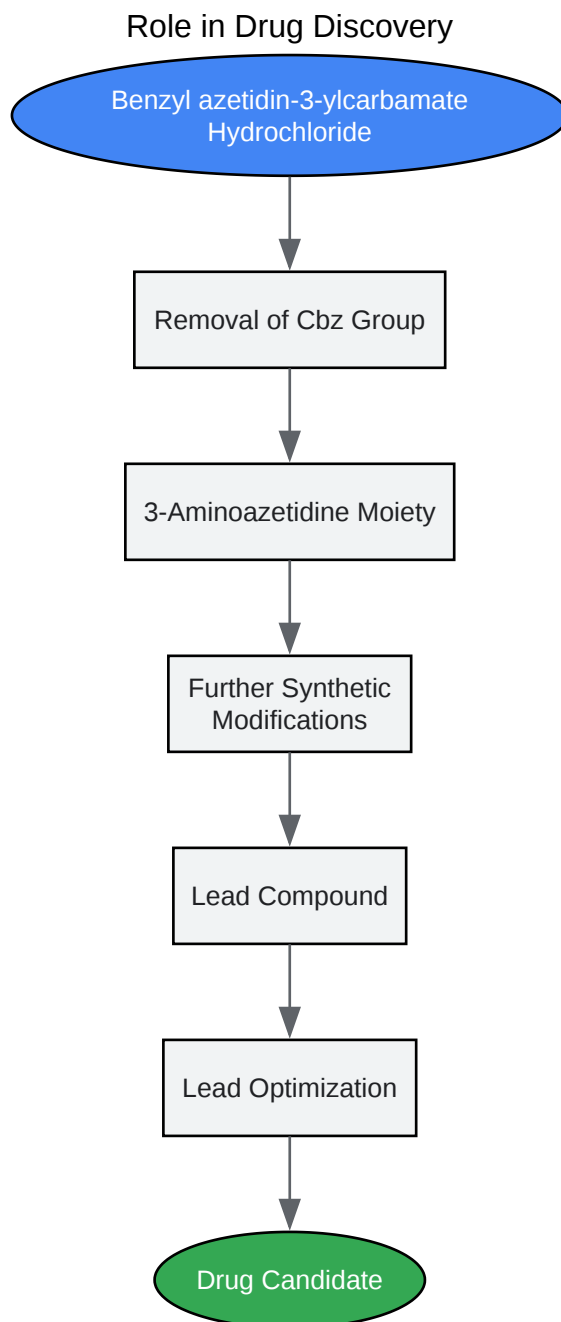 Role in Drug Discovery
Benzyl azetidin-3-ylcarbamate
Hydrochloride
Removal of Cbz Group
3-Aminoazetidine Moiety
Further Synthetic
Modifications
Lead Compound
Lead Optimization
Drug Candidate